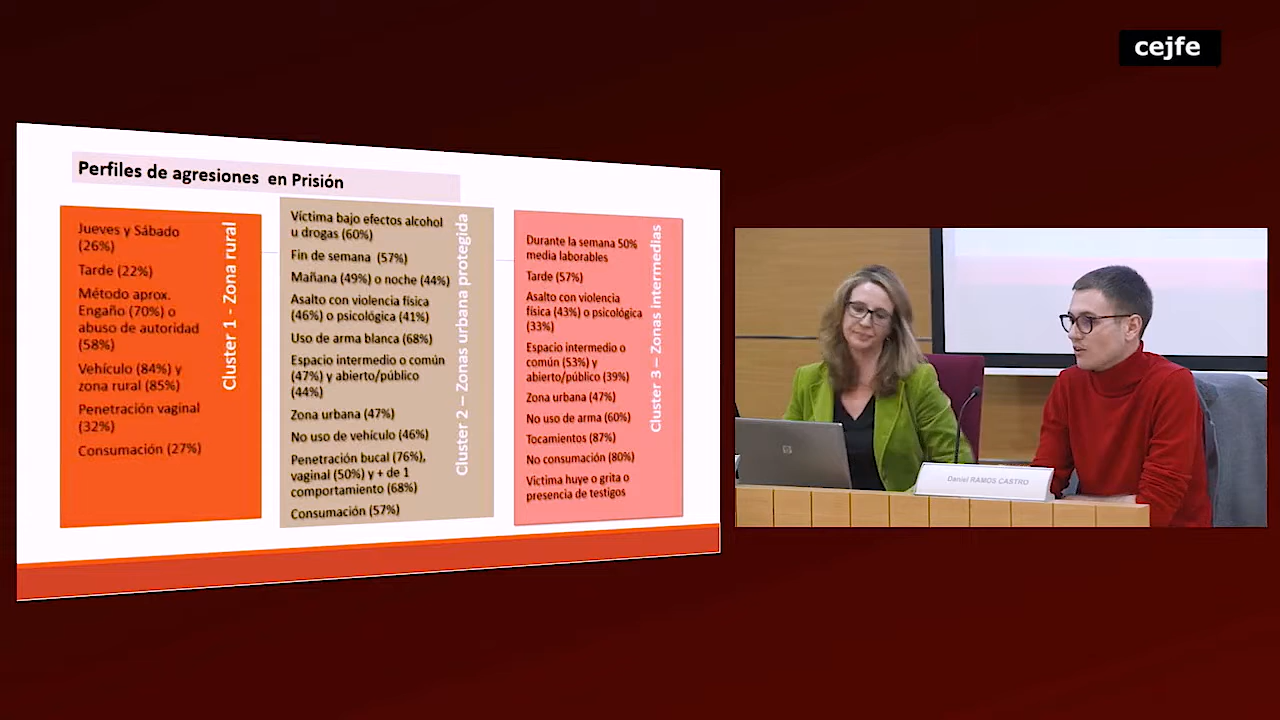 cejfe
Perfiles de agresiones en Prisión
Jueves y Sábado
(26%)
Tarde (22%)
Método aprox.
Engaño (70%) o
abuso de autoridad
(58%)
Vehículo (84%) y
zona rural (85%)
Penetración vaginal
(32%)
Consumación (27%)
Cluster 1 - Zona rural
Víctima bajo efectos alcohol
u drogas (60%)
Fin de semana (57%)
Mañana (49%) o noche (44%)
Asalto con violencia física
(46%) o psicológica (41%)
Uso de arma blanca (68%)
Espacio intermedio o común
(47%) y abierto/público
(44%)
Zona urbana (47%)
No uso de vehículo (46%)
Penetración bucal (76%),
vaginal (50%) y + de 1
comportamiento (68%)
Consumación (57%)
Cluster 2 – Zonas urbana protegida
Durante la semana 50%
media laborables
Tarde (57%)
Asalto con violencia
física (43%) o psicológica
(33%)
Espacio intermedio o
común (53%) y
abierto/público (39%)
Zona urbana (47%)
No uso de arma (60%)
Tocamientos (87%)
No consumación (80%)
Víctima huye o grita o
presencia de testigos
Cluster 3 – Zonas intermedias
hp
Daniel RAMOS CASTRO